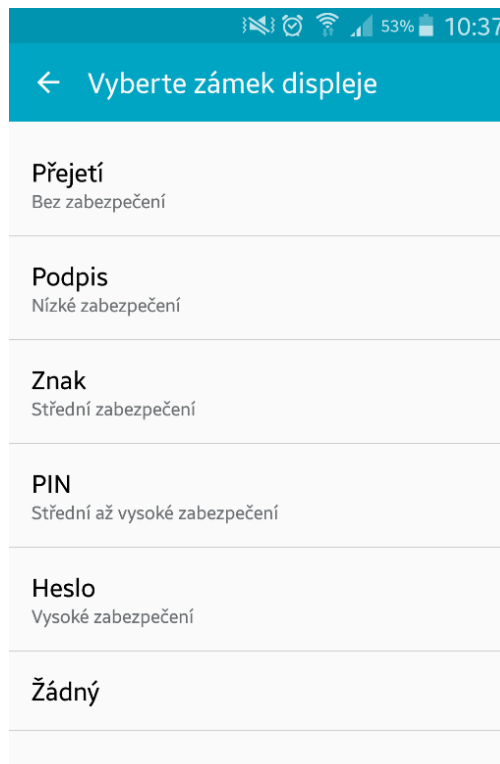 53% 10:37
Vyberte zámek displeje
Přejetí
Bez zabezpečení
Podpis
Nízké zabezpečení
Znak
Střední zabezpečení
PIN
Střední až vysoké zabezpečení
Heslo
Vysoké zabezpečení
Žádný